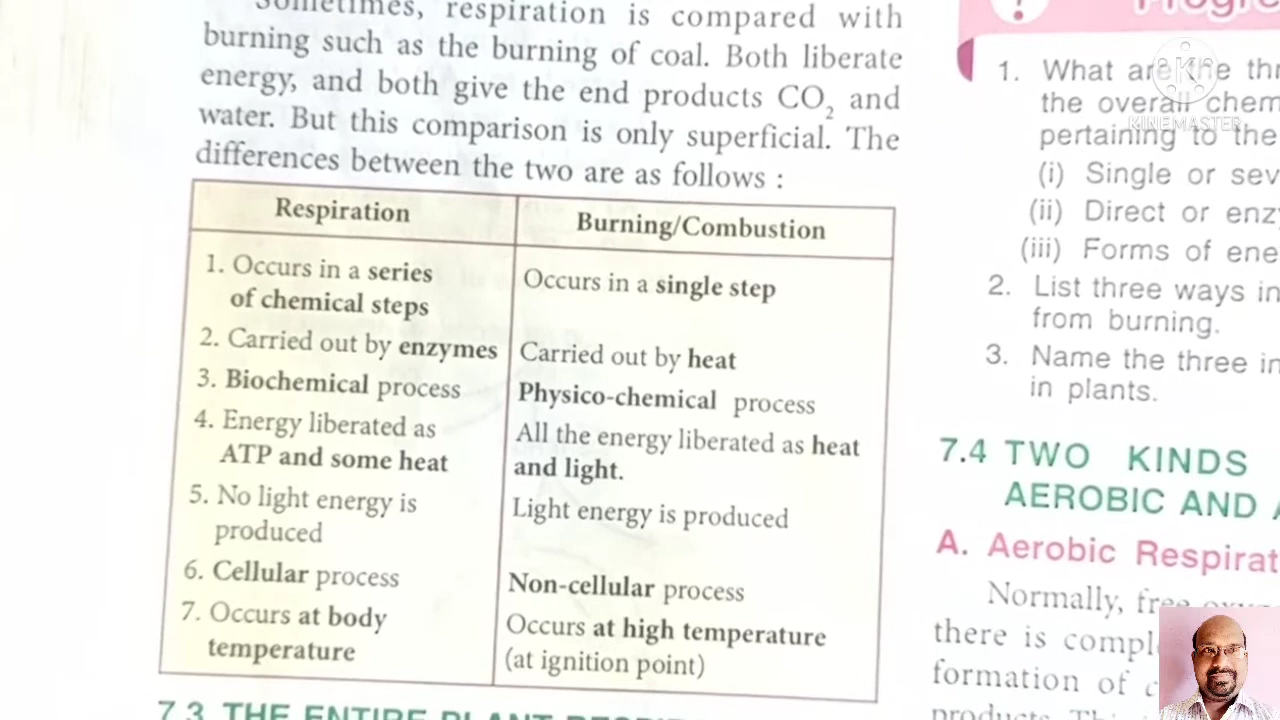 Sometimes, respiration is compared with
burning such as the burning of coal. Both liberate
energy, and both give the end products CO₂ and
water. But this comparison is only superficial. The
differences between the two are as follows :
Respiration
Burning/Combustion
1. Occurs in a series
of chemical steps
Occurs in a single step
2. Carried out by enzymes
Carried out by heat
3. Biochemical process
Physico-chemical process
4. Energy liberated as
ATP and some heat
All the energy liberated as heat
and light.
5. No light energy is
produced
Light energy is produced
6. Cellular process
Non-cellular process
7. Occurs at body
temperature
Occurs at high temperature
(at ignition point)
7.3 THE ENTIRE PLANT
1. What are the
the overall
pertaining to the
(i) Single or
(ii) Direct or
(iii) Forms of
2. List three ways in
from burning.
3. Name the three
in plants.
7.4 TWO KINDS
AEROBIC AND
A. Aerobic
Normally, free
there is
formation of
products
KINEMASTER